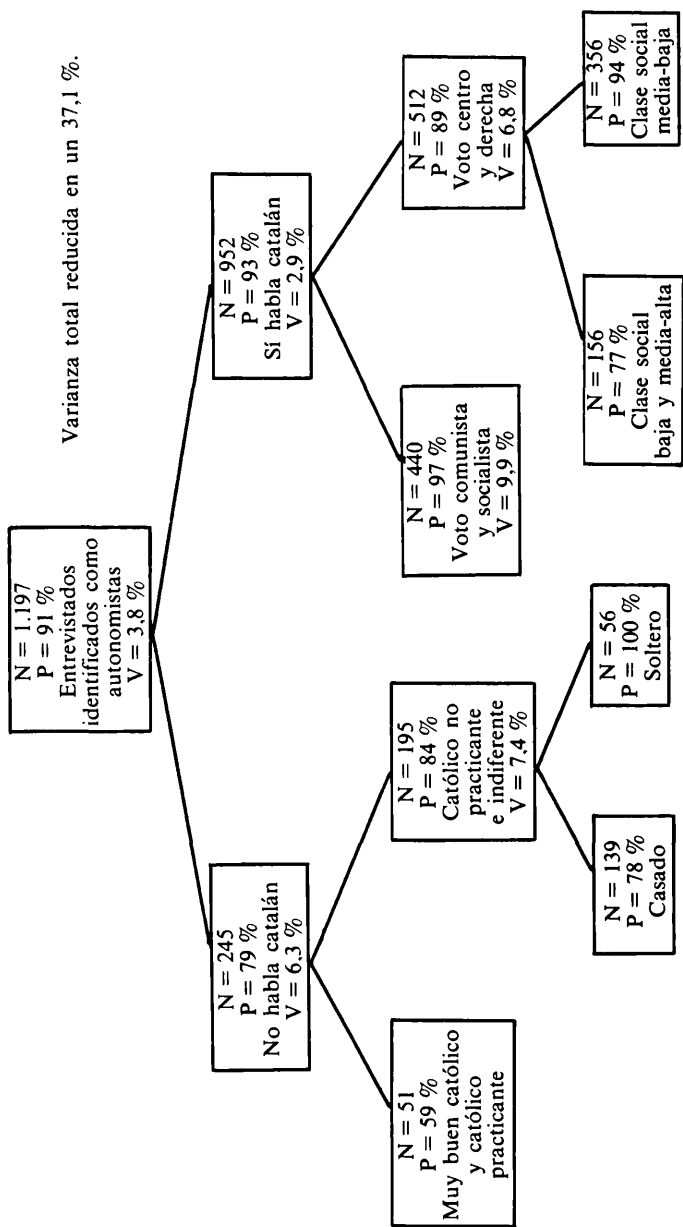 Varianza total reducida en un 37,1 %.
N = 1.197
P = 91 %
Entrevistados
identificados como
autonomistas
V = 3,8 %
N = 245
P = 79 %
No habla catalán
V = 6,3 %
N = 952
P = 93 %
Sí habla catalán
V = 2,9 %
N = 51
P = 59 %
Muy buen católico
y católico
practicante
N = 195
P = 84 %
Católico no
practicante
e indiferente
V = 7,4 %
N = 440
P = 97 %
Voto comunista
y socialista
V = 9,9 %
N = 512
P = 89 %
Voto centro
y derecha
V = 6,8 %
N = 139
P = 78 %
Casado
N = 56
P = 100 %
Soltero
N = 156
P = 77 %
Clase social
baja y media-alta
N = 356
P = 94 %
Clase social
media-baja